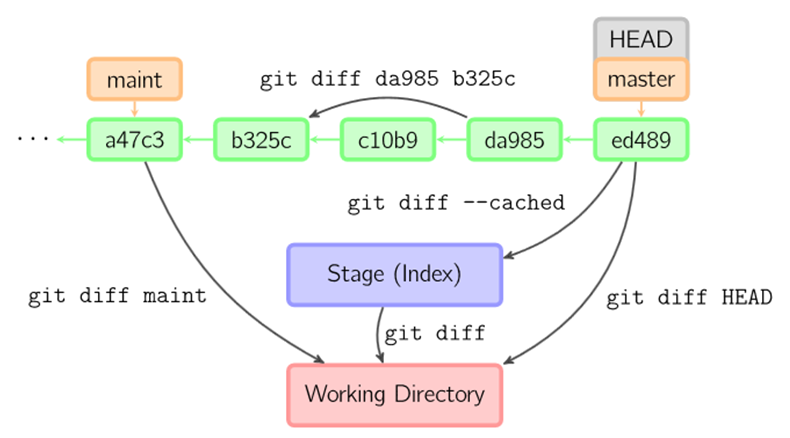 HEAD
maint
git diff da985 b325c
master
...
a47c3
b325c
c10b9
da985
ed489
git diff --cached
Stage (Index)
git diff maint
git diff HEAD
git diff
Working Directory